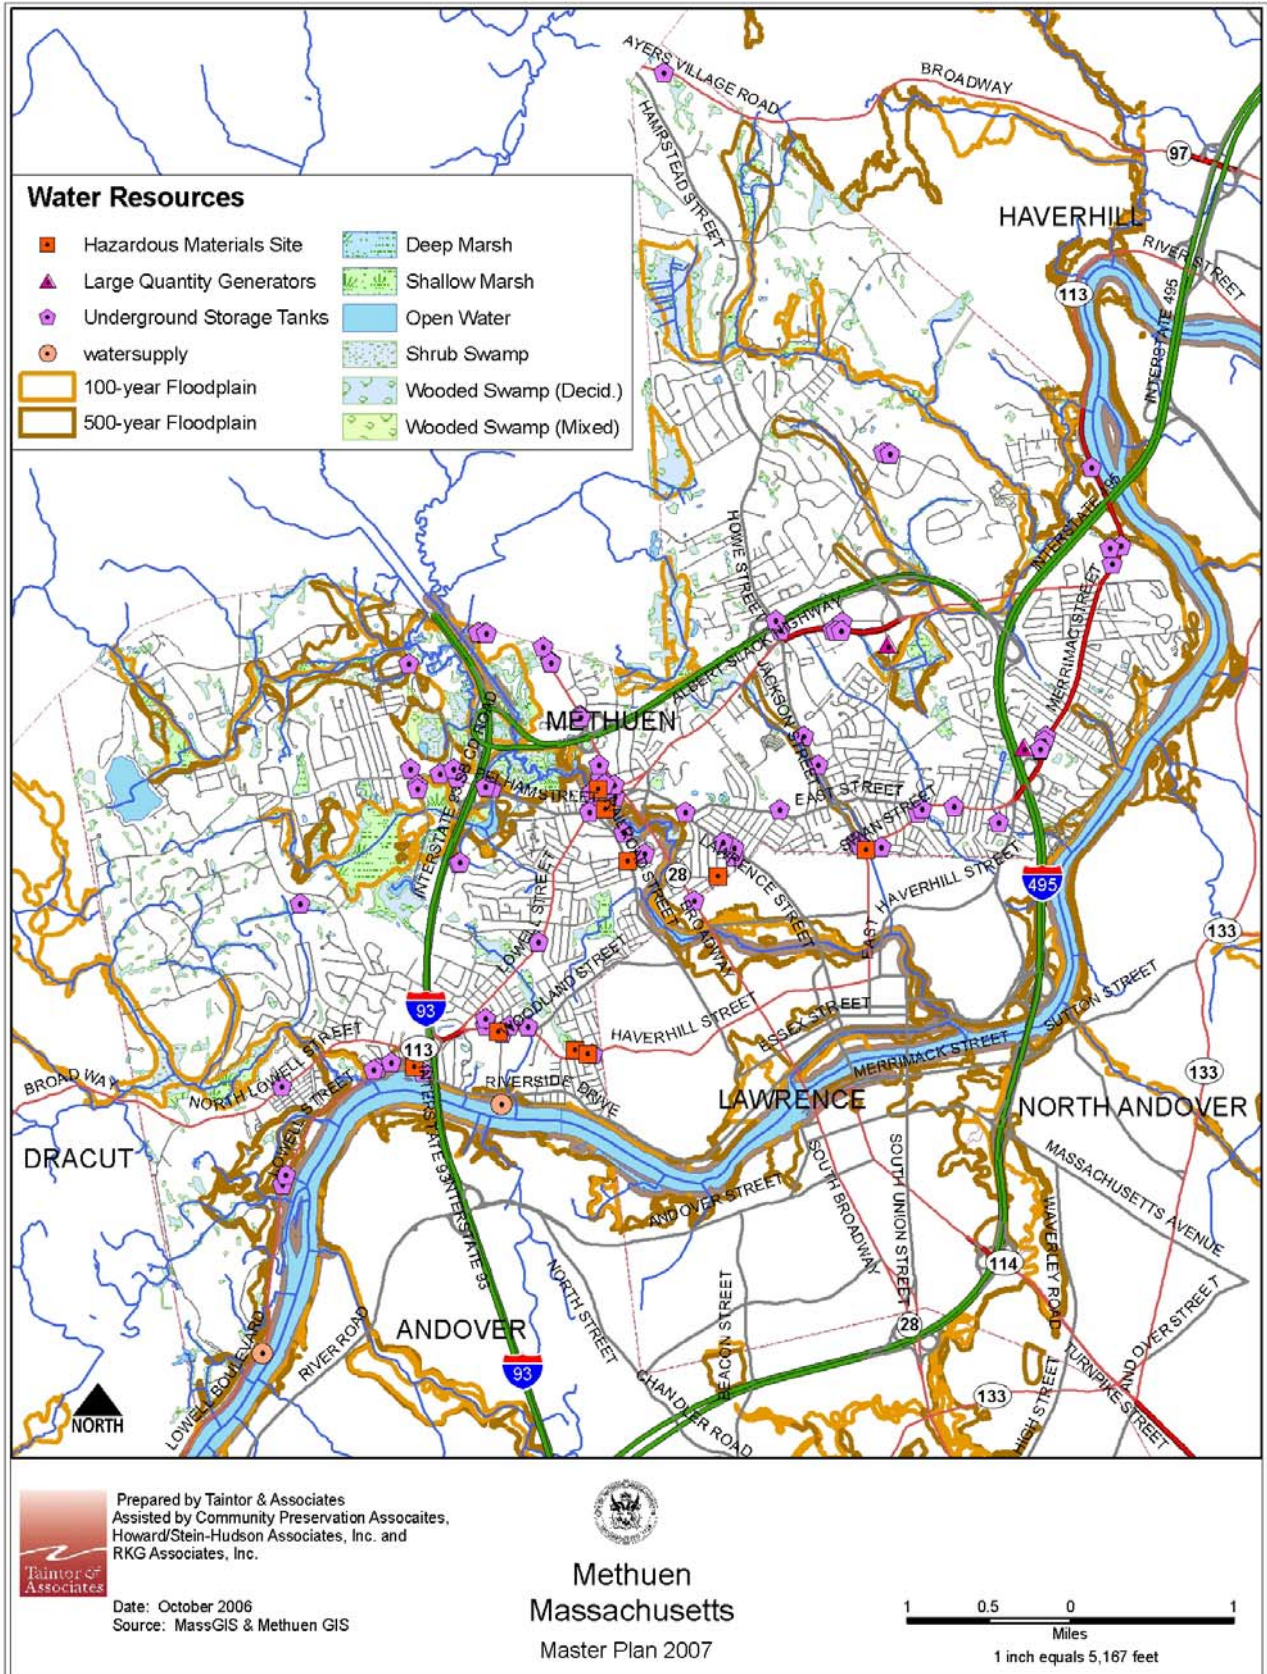 AYERS VILLAGE ROAD
BROADWAY
HAMPSTEAD STREET
97
HAVERHILL
RIVER STREET
113
INTERSTATE 495
Water Resources
Hazardous Materials Site
Large Quantity Generators
Underground Storage Tanks
watersupply
100-year Floodplain
500-year Floodplain
Deep Marsh
Shallow Marsh
Open Water
Shrub Swamp
Wooded Swamp (Decid.)
Wooded Swamp (Mixed)
HOWE STREET
INTERSTATE 495
ALBERT SLACK HIGHWAY
MERRIMAC STREET
JACKSON STREET
METHUEN
PELHAM STREET
EAST STREET
SWAN STREET
LAWRENCE STREET
28
EAST HAVERHILL STREET
495
BROADWAY
LOWELL STREET
133
93
WOODLAND STREET
HAVERHILL STREET
ESSEX STREET
SUTTON STREET
MERRIMACK STREET
113
NORTH LOWELL STREET
BROADWAY
RIVERSIDE DRIVE
LAWRENCE
133
NORTH ANDOVER
DRACUT
LOWELL STREET
INTERSTATE 93
INTERSTATE 93
ANDOVER STREET
SOUTH BROADWAY
SOUTH UNION STREET
MASSACHUSETTS AVENUE
WAVERLEY ROAD
114
NORTH STREET
BEACON STREET
28
ANDOVER STREET
ANDOVER
RIVER ROAD
LOWELL BOULEVARD
93
CHANDLER ROAD
133
HIGH STREET
TURNPIKE STREET
NORTH
Taintor &
Associates
Prepared by Taintor & Associates
Assisted by Community Preservation Assocaites,
Howard/Stein-Hudson Associates, Inc. and
RKG Associates, Inc.
Date: October 2006
Source: MassGIS & Methuen GIS
Methuen
Massachusetts
Master Plan 2007
1 0.5 0 1
Miles
1 inch equals 5,167 feet